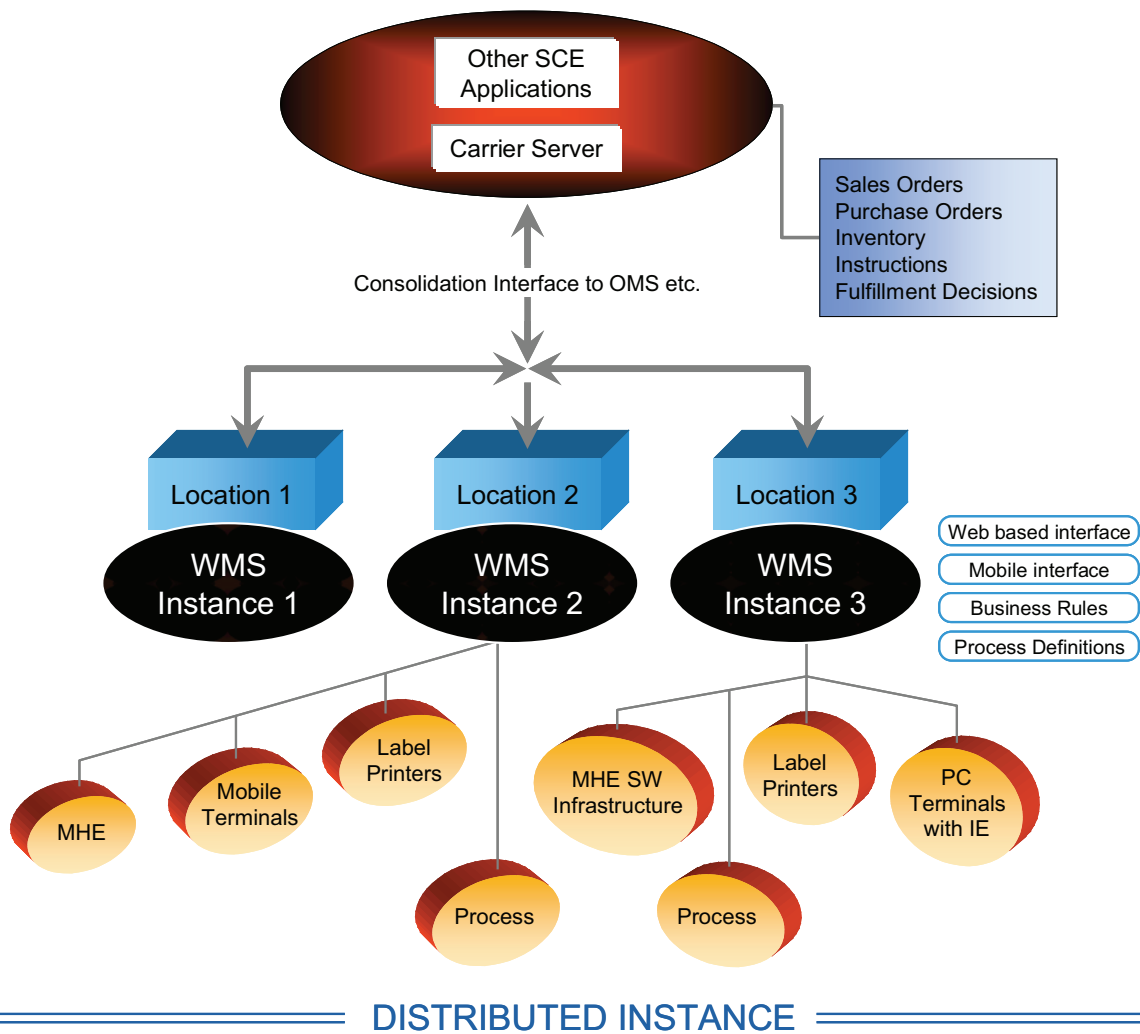 Other SCE
Applications
Carrier Server
Sales Orders
Purchase Orders
Inventory
Instructions
Fulfillment Decisions
Consolidation Interface to OMS etc.
Location 1
Location 2
Location 3
WMS
Instance 1
WMS
Instance 2
WMS
Instance 3
Web based interface
Mobile interface
Business Rules
Process Definitions
MHE
Mobile
Terminals
Label
Printers
Process
MHE SW
Infrastructure
Process
Label
Printers
PC
Terminals
with IE
DISTRIBUTED INSTANCE